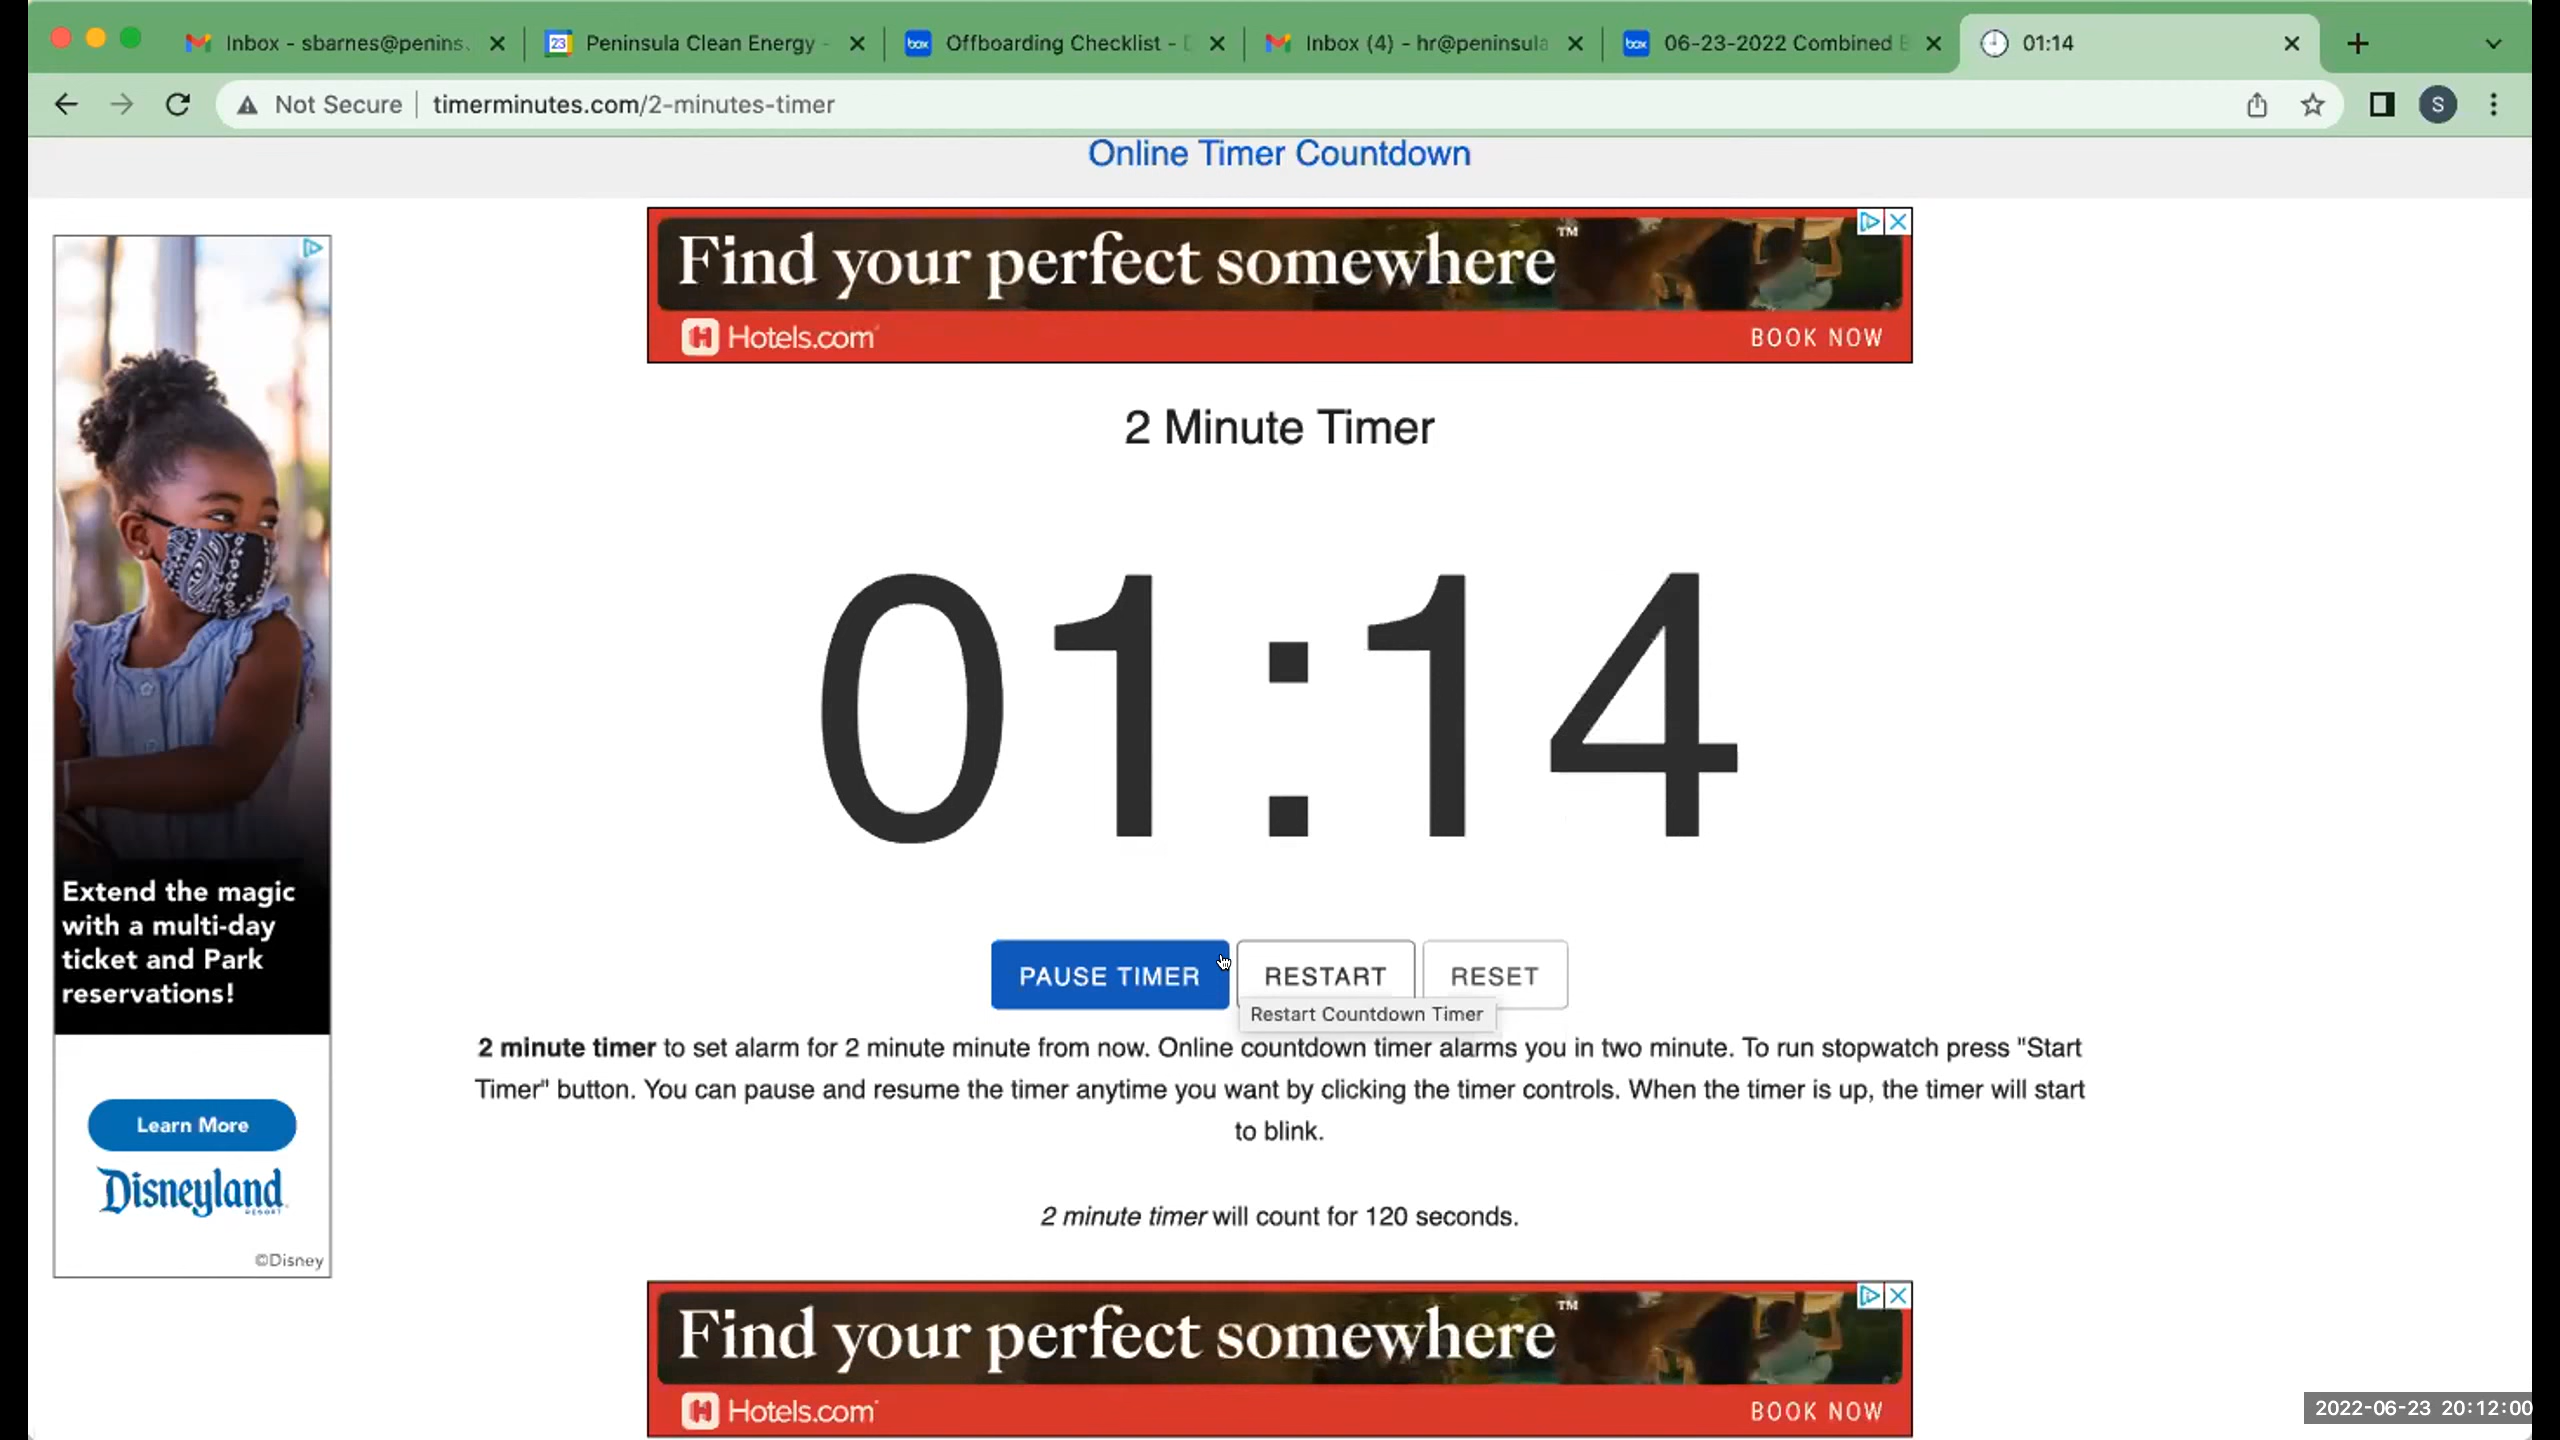 Inbox - sbarnes@penins
Peninsula Clean Energy -
Offboarding Checklist -
Inbox (4) - hr@peninsula
06-23-2022 Combined
01:14
Not Secure
timerminutes.com/2-minutes-timer
S
Online Timer Countdown
Find your perfect somewhere™
Hotels.com
BOOK NOW
2 Minute Timer
01:14
PAUSE TIMER
RESTART
RESET
Restart Countdown Timer
2 minute timer to set alarm for 2 minute minute from now. Online countdown timer alarms you in two minute. To run stopwatch press "Start
Timer" button. You can pause and resume the timer anytime you want by clicking the timer controls. When the timer is up, the timer will start
to blink.
2 minute timer will count for 120 seconds.
Extend the magic
with a multi-day
ticket and Park
reservations!
Learn More
Disneyland
RESORT
©Disney
Find your perfect somewhere™
Hotels.com
BOOK NOW
2022-06-23 20:12:00